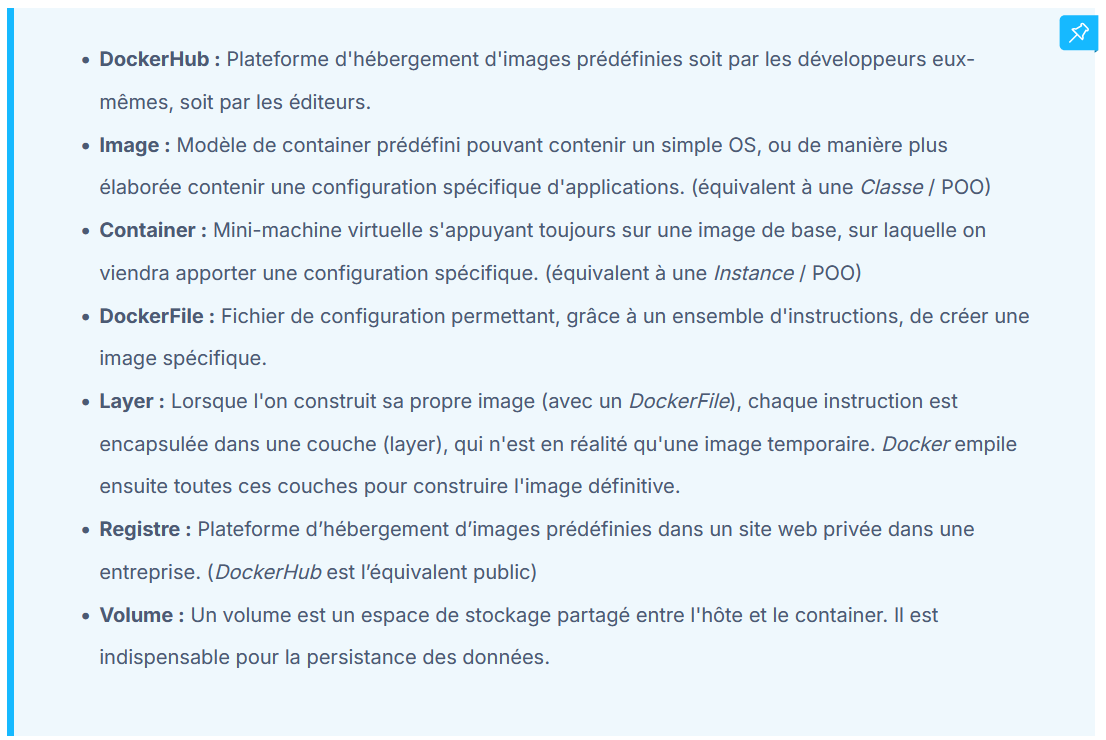 • DockerHub : Plateforme d'hébergement d'images prédéfinies soit par les développeurs eux-
mêmes, soit par les éditeurs.
• Image : Modèle de container prédéfini pouvant contenir un simple OS, ou de manière plus
élaborée contenir une configuration spécifique d'applications. (équivalent à une Classe / POO)
• Container : Mini-machine virtuelle s'appuyant toujours sur une image de base, sur laquelle on
viendra apporter une configuration spécifique. (équivalent à une Instance / POO)
• DockerFile : Fichier de configuration permettant, grâce à un ensemble d'instructions, de créer une
image spécifique.
• Layer : Lorsque l'on construit sa propre image (avec un DockerFile), chaque instruction est
encapsulée dans une couche (layer), qui n'est en réalité qu'une image temporaire. Docker empile
ensuite toutes ces couches pour construire l'image définitive.
• Registre : Plateforme d’hébergement d’images prédéfinies dans un site web privée dans une
entreprise. (DockerHub est l’équivalent public)
• Volume : Un volume est un espace de stockage partagé entre l'hôte et le container. Il est
indispensable pour la persistance des données.